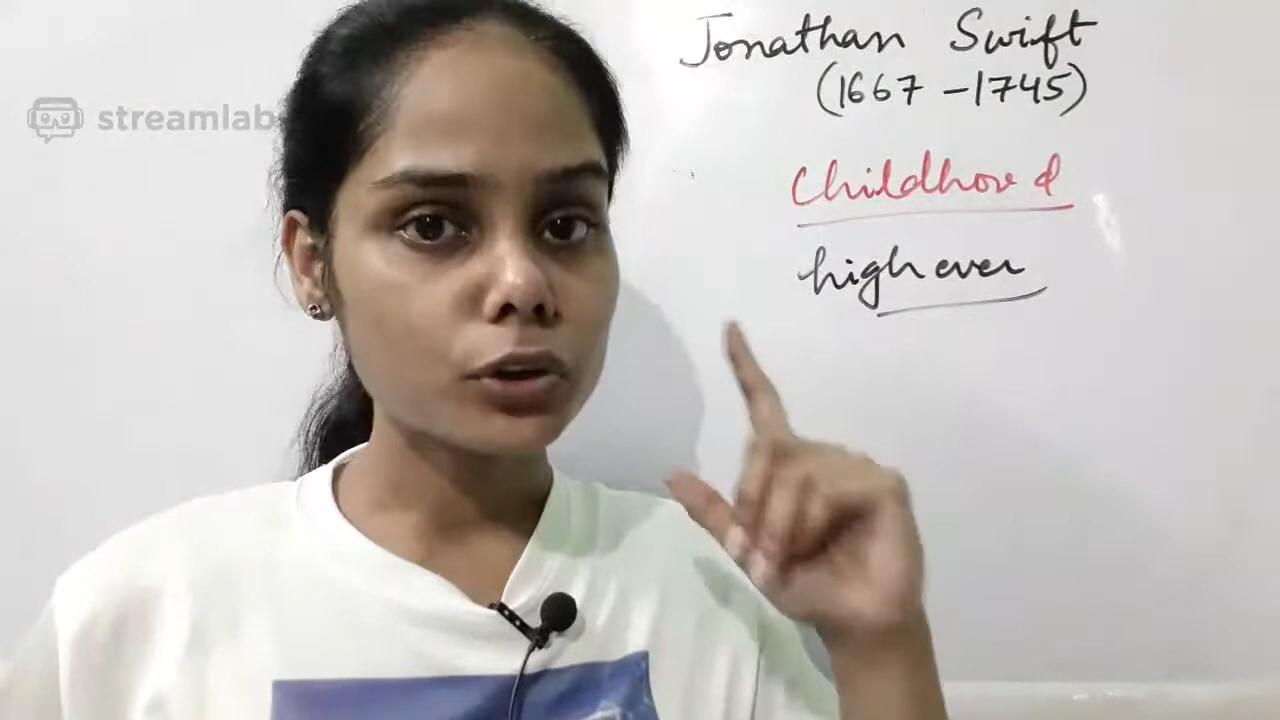 streamlab
Jonathan Swift
(1667-1745)
Childhood
high ever